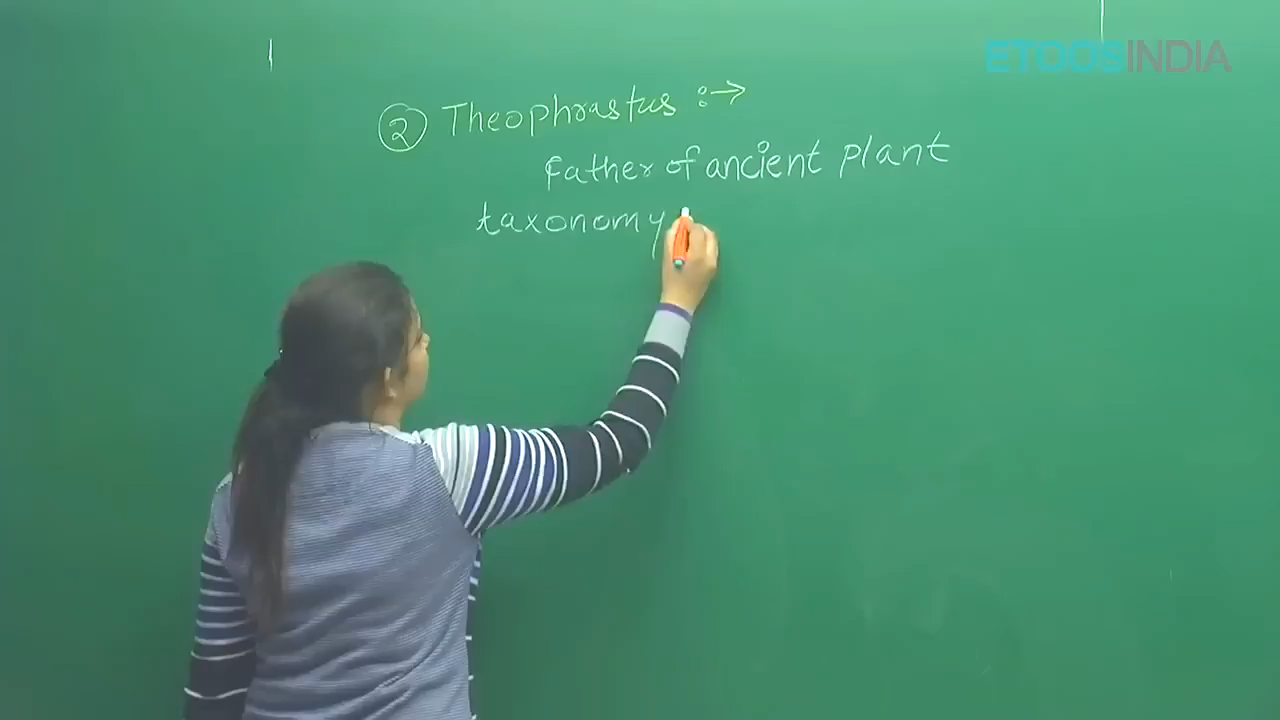 ETOOSINDIA
② Theophrastus :→
Father of ancient plant
taxonomy